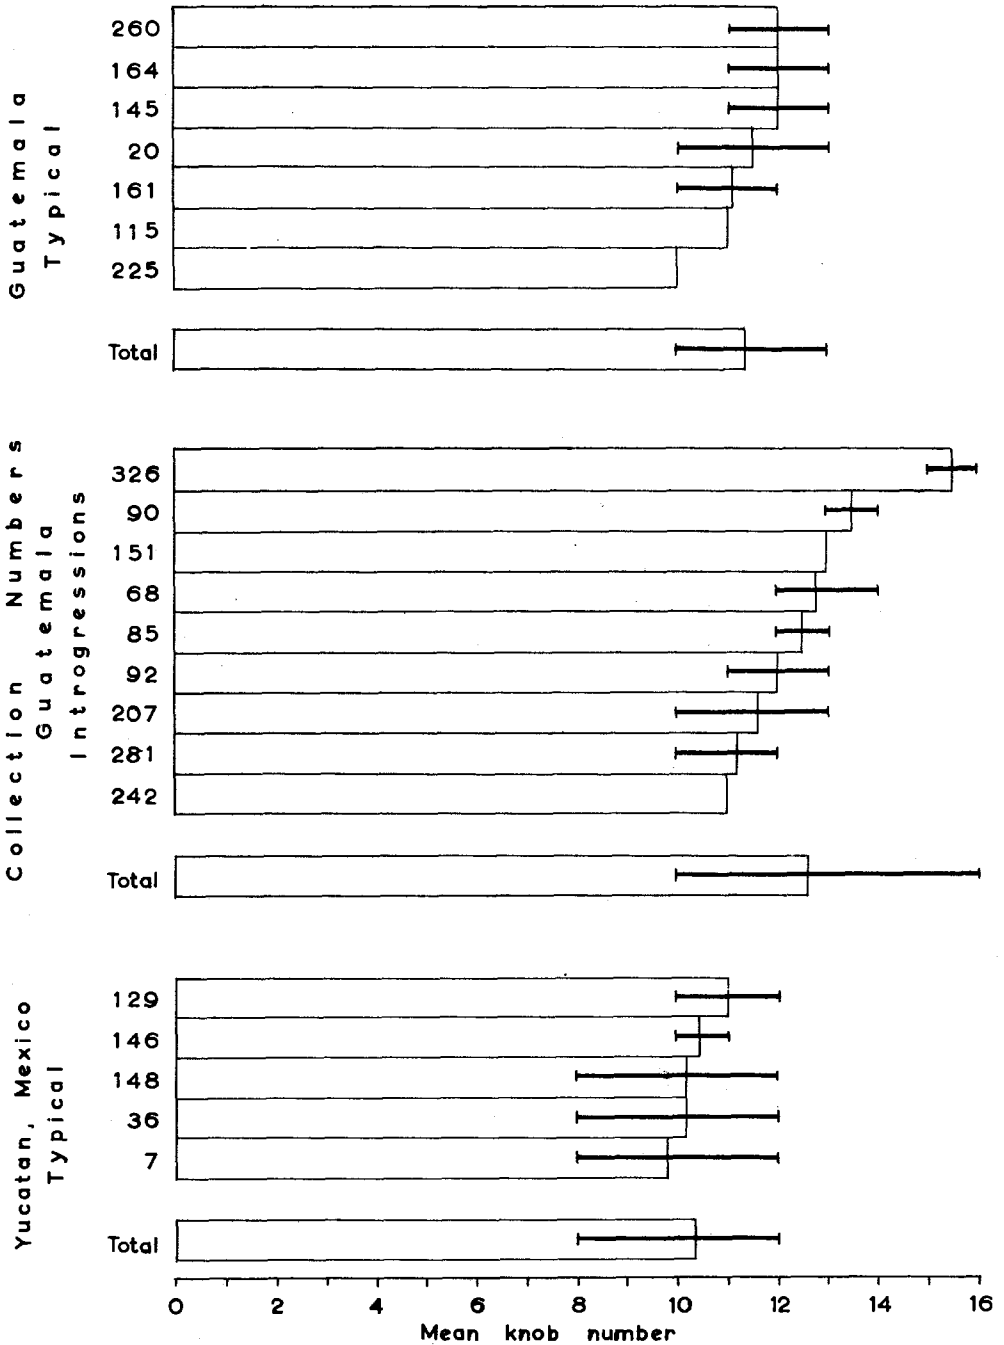 Guatemala
Typical
260
164
145
20
161
115
225
Total
Collection Numbers
Guatemala
Introgressions
326
90
151
68
85
92
207
281
242
Total
Yucatan, Mexico
Typical
129
146
148
36
7
Total
0 2 4 6 8 10 12 14 16
Mean knob number